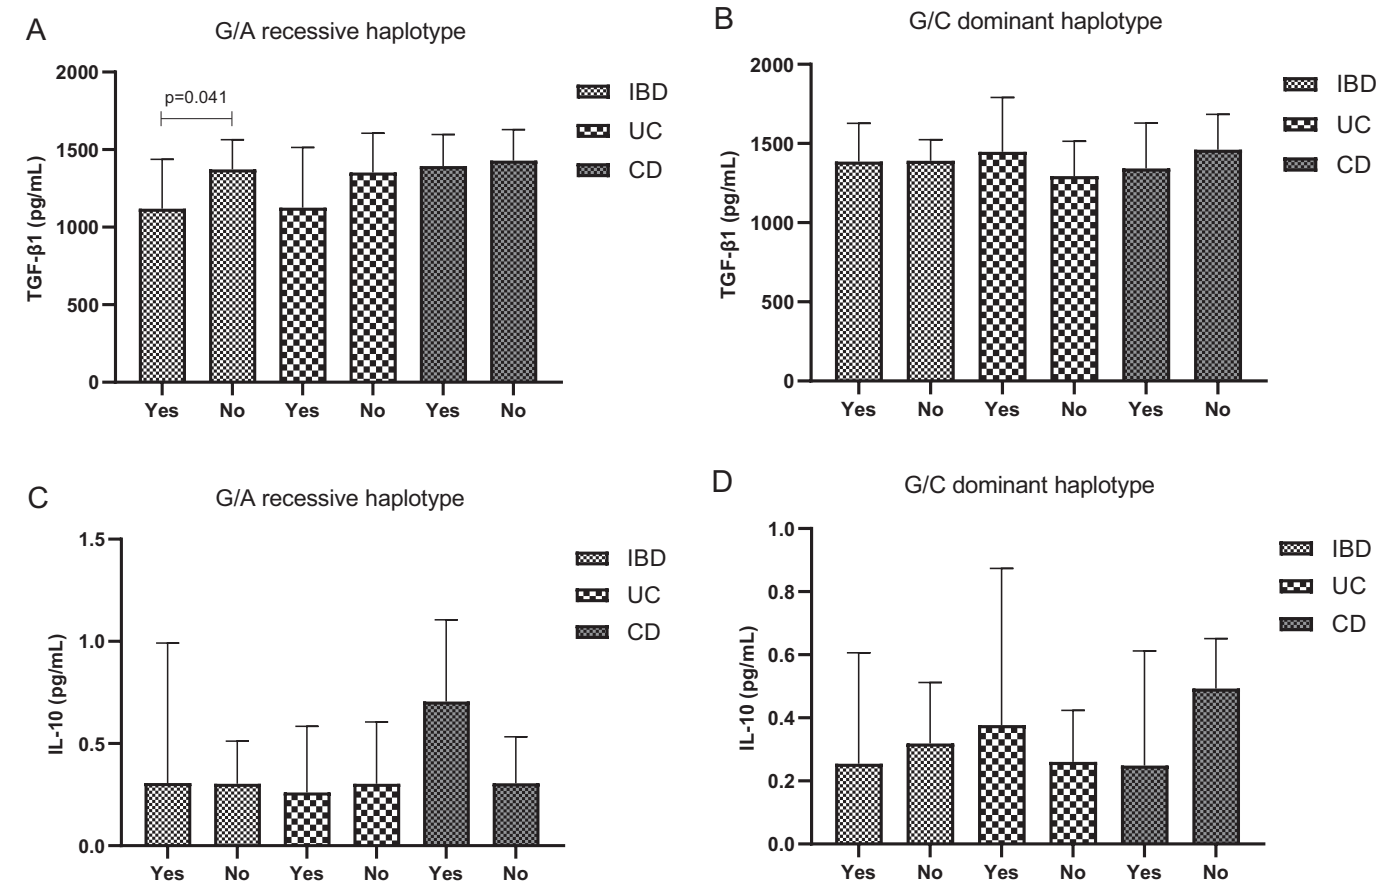 A
G/A recessive haplotype
TGF-β1 (pg/mL)
2000
1500
1000
500
0
p=0.041
Yes No Yes No Yes No
IBD
UC
CD
B
G/C dominant haplotype
TGF-β1 (pg/mL)
2000
1500
1000
500
0
Yes No Yes No Yes No
IBD
UC
CD
C
G/A recessive haplotype
IL-10 (pg/mL)
1.5
1.0
0.5
0.0
Yes No Yes No Yes No
IBD
UC
CD
D
G/C dominant haplotype
IL-10 (pg/mL)
1.0
0.8
0.6
0.4
0.2
0.0
Yes No Yes No Yes No
IBD
UC
CD